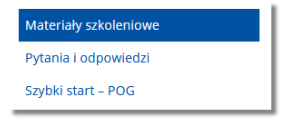 Materiały szkoleniowe
Pytania i odpowiedzi
Szybki start – POG